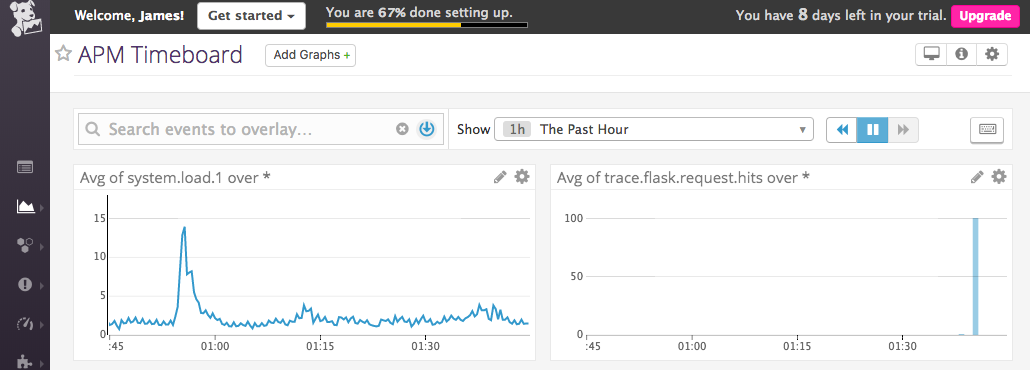 Welcome, James! Get started You are 67% done setting up. You have 8 days left in your trial. Upgrade
APM Timeboard Add Graphs +
Search events to overlay... Show 1h The Past Hour
Avg of system.load.1 over *
15
10
5
0
:45 01:00 01:15 01:30
Avg of trace.flask.request.hits over *
100
50
0
:45 01:00 01:15 01:30